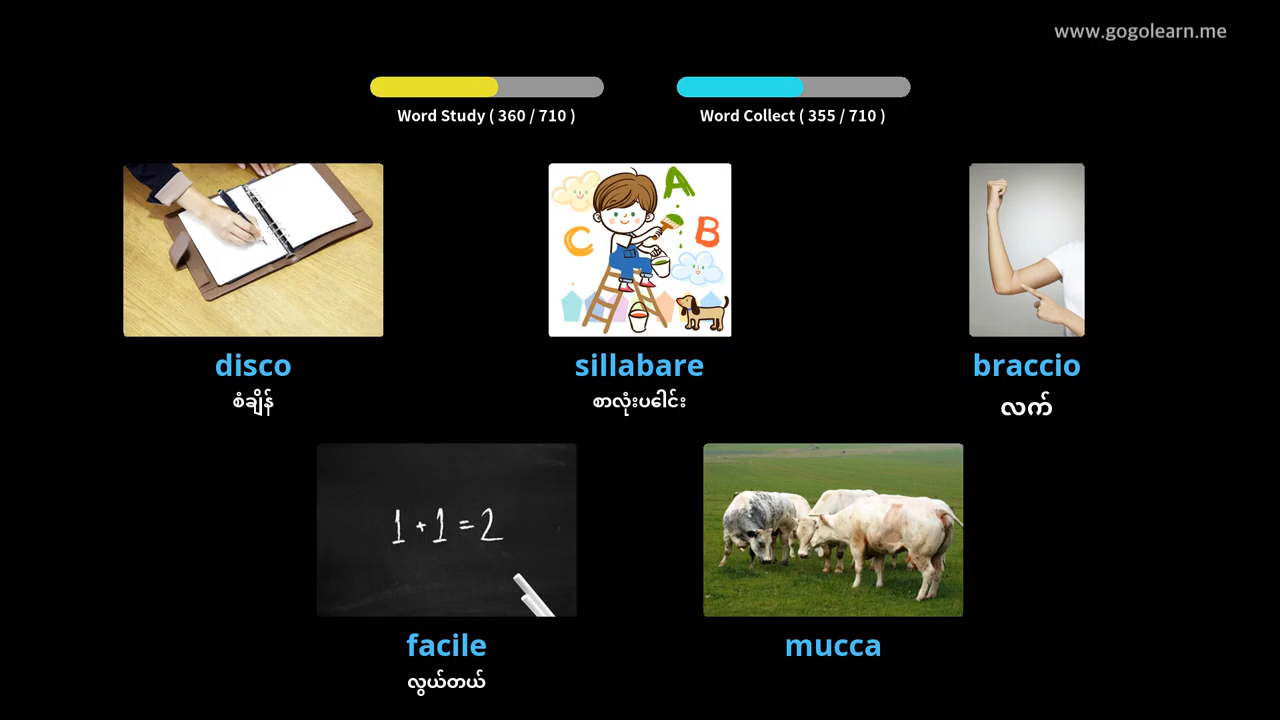 www.gogolearn.me
Word Study ( 360 / 710 )
Word Collect ( 355 / 710 )
A
B
C
disco
စံချိန်
sillabare
စာလုံးပေါင်း
braccio
လက်
1 + 1 = 2
facile
လွယ်တယ်
mucca